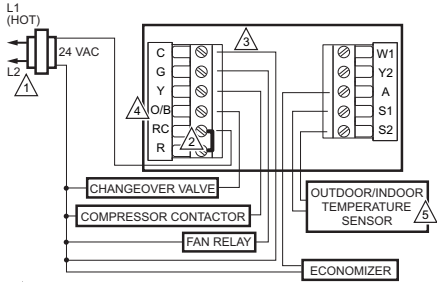 L1
(HOT)
24 VAC
L2
1
C
G
Y
O/B
RC
R
2
3
4
W1
Y2
A
S1
S2
CHANGEOVER VALVE
COMPRESSOR CONTACTOR
FAN RELAY
OUTDOOR/INDOOR
TEMPERATURE
SENSOR
5
ECONOMIZER